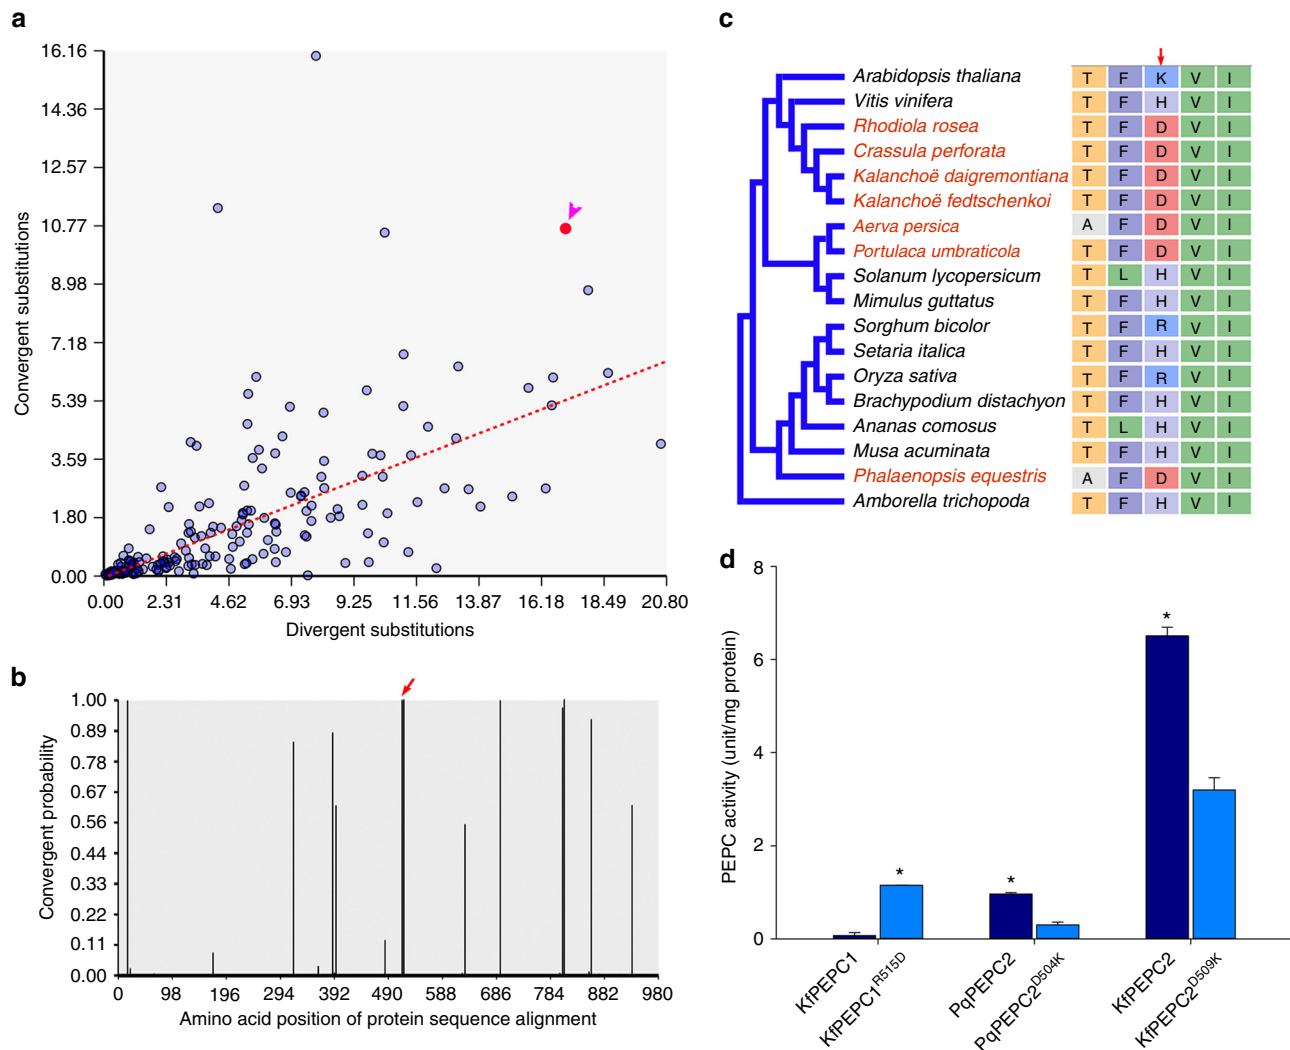 a
16.16
14.36
12.57
10.77
8.98
7.18
5.39
3.59
1.80
0.00
Convergent substitutions
0.00 2.31 4.62 6.93 9.25 11.56 13.87 16.18 18.49 20.80
Divergent substitutions
b
1.00
0.89
0.78
0.67
0.56
0.44
0.33
0.22
0.11
0.00
Convergent probability
0 98 196 294 392 490 588 686 784 882 980
Amino acid position of protein sequence alignment
c
Arabidopsis thaliana T F K V I
Vitis vinifera T F H V I
Rhodiola rosea T F D V I
Crassula perforata T F D V I
Kalanchoë daigremontiana T F D V I
Kalanchoë fedtschenkoi T F D V I
Aerva persica A F D V I
Portulaca umbraticola T F D V I
Solanum lycopersicum T L H V I
Mimulus guttatus T F H V I
Sorghum bicolor T F R V I
Setaria italica T F H V I
Oryza sativa T F R V I
Brachypodium distachyon T F H V I
Ananas comosus T L H V I
Musa acuminata T F H V I
Phalaenopsis equestris A F D V I
Amborella trichopoda T F H V I
d
8
6
4
2
0
PEPC activity (unit/mg protein)
* * *
KfPEPC1
KfPEPC1R515D
PqPEPC2
PqPEPC2D504K
KfPEPC2
KfPEPC2D509K